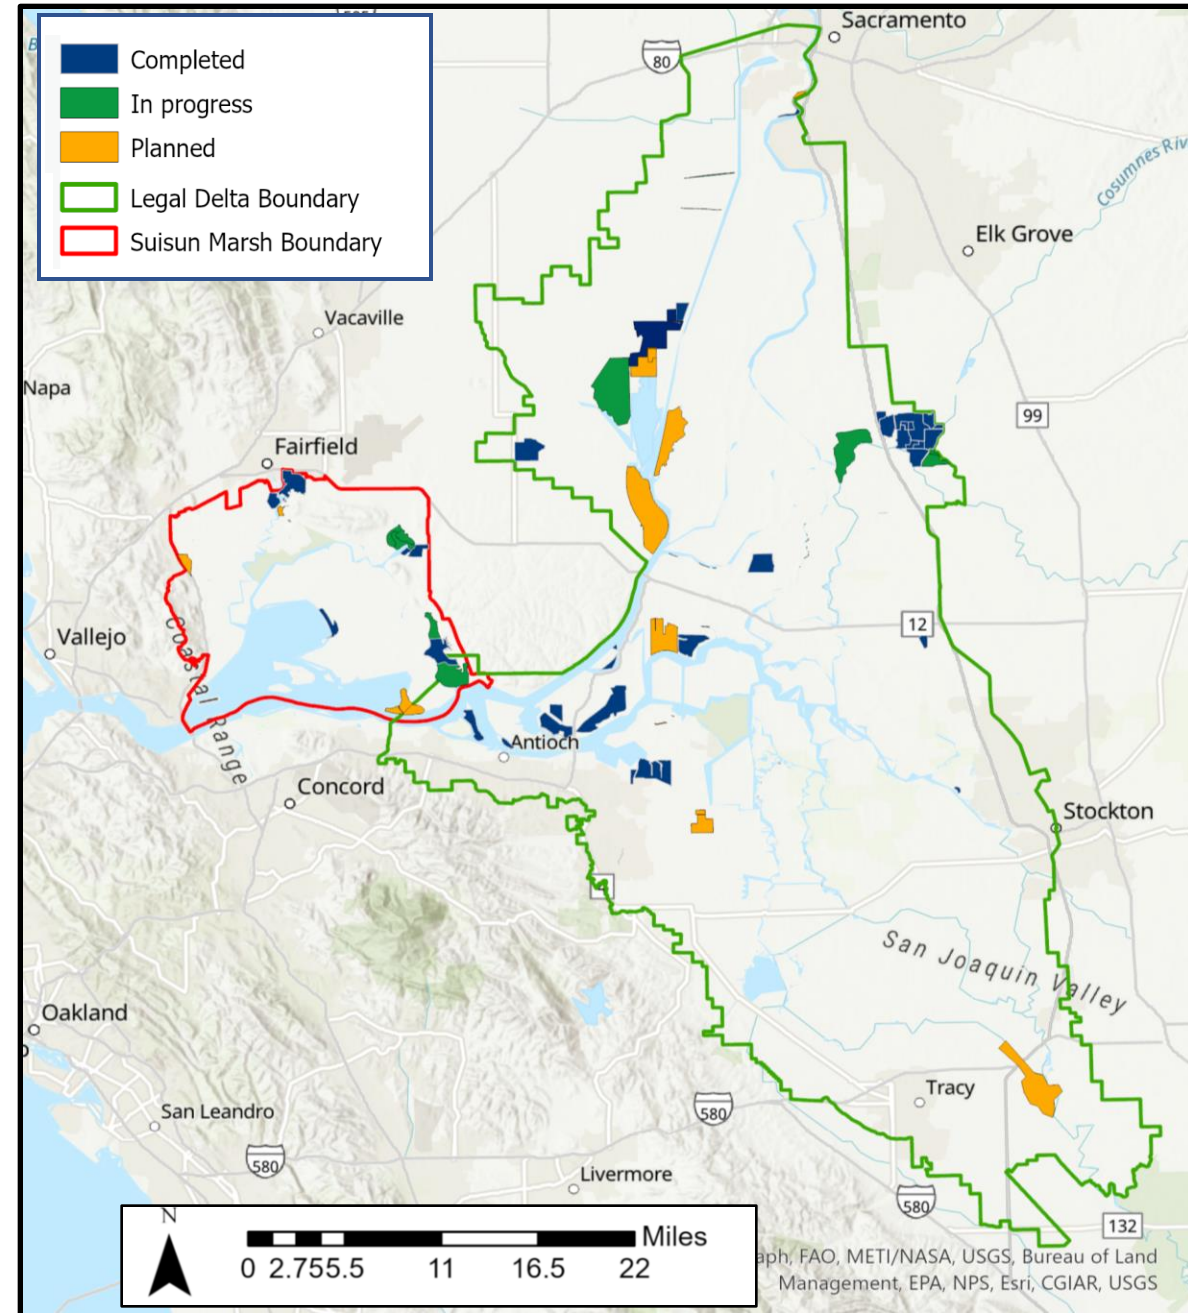 Completed
In progress
Planned
Legal Delta Boundary
Suisun Marsh Boundary
Sacramento
80
Cosumnes Riv
Elk Grove
Vacaville
Napa
99
Fairfield
12
Vallejo
Coastal Range
Antioch
Concord
Stockton
San Joaquin Valley
Oakland
Tracy
San Leandro
580
580
Livermore
580
132
N
Miles
0 2.755.5 11 16.5 22
aph, FAO, METI/NASA, USGS, Bureau of Land
Management, EPA, NPS, Esri, CGIAR, USGS